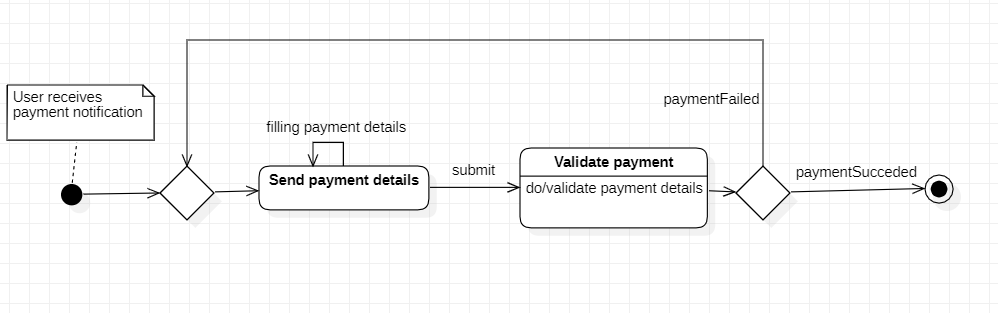 User receives
payment notification
filling payment details
Send payment details
submit
Validate payment
do/validate payment details
paymentFailed
paymentSucceded